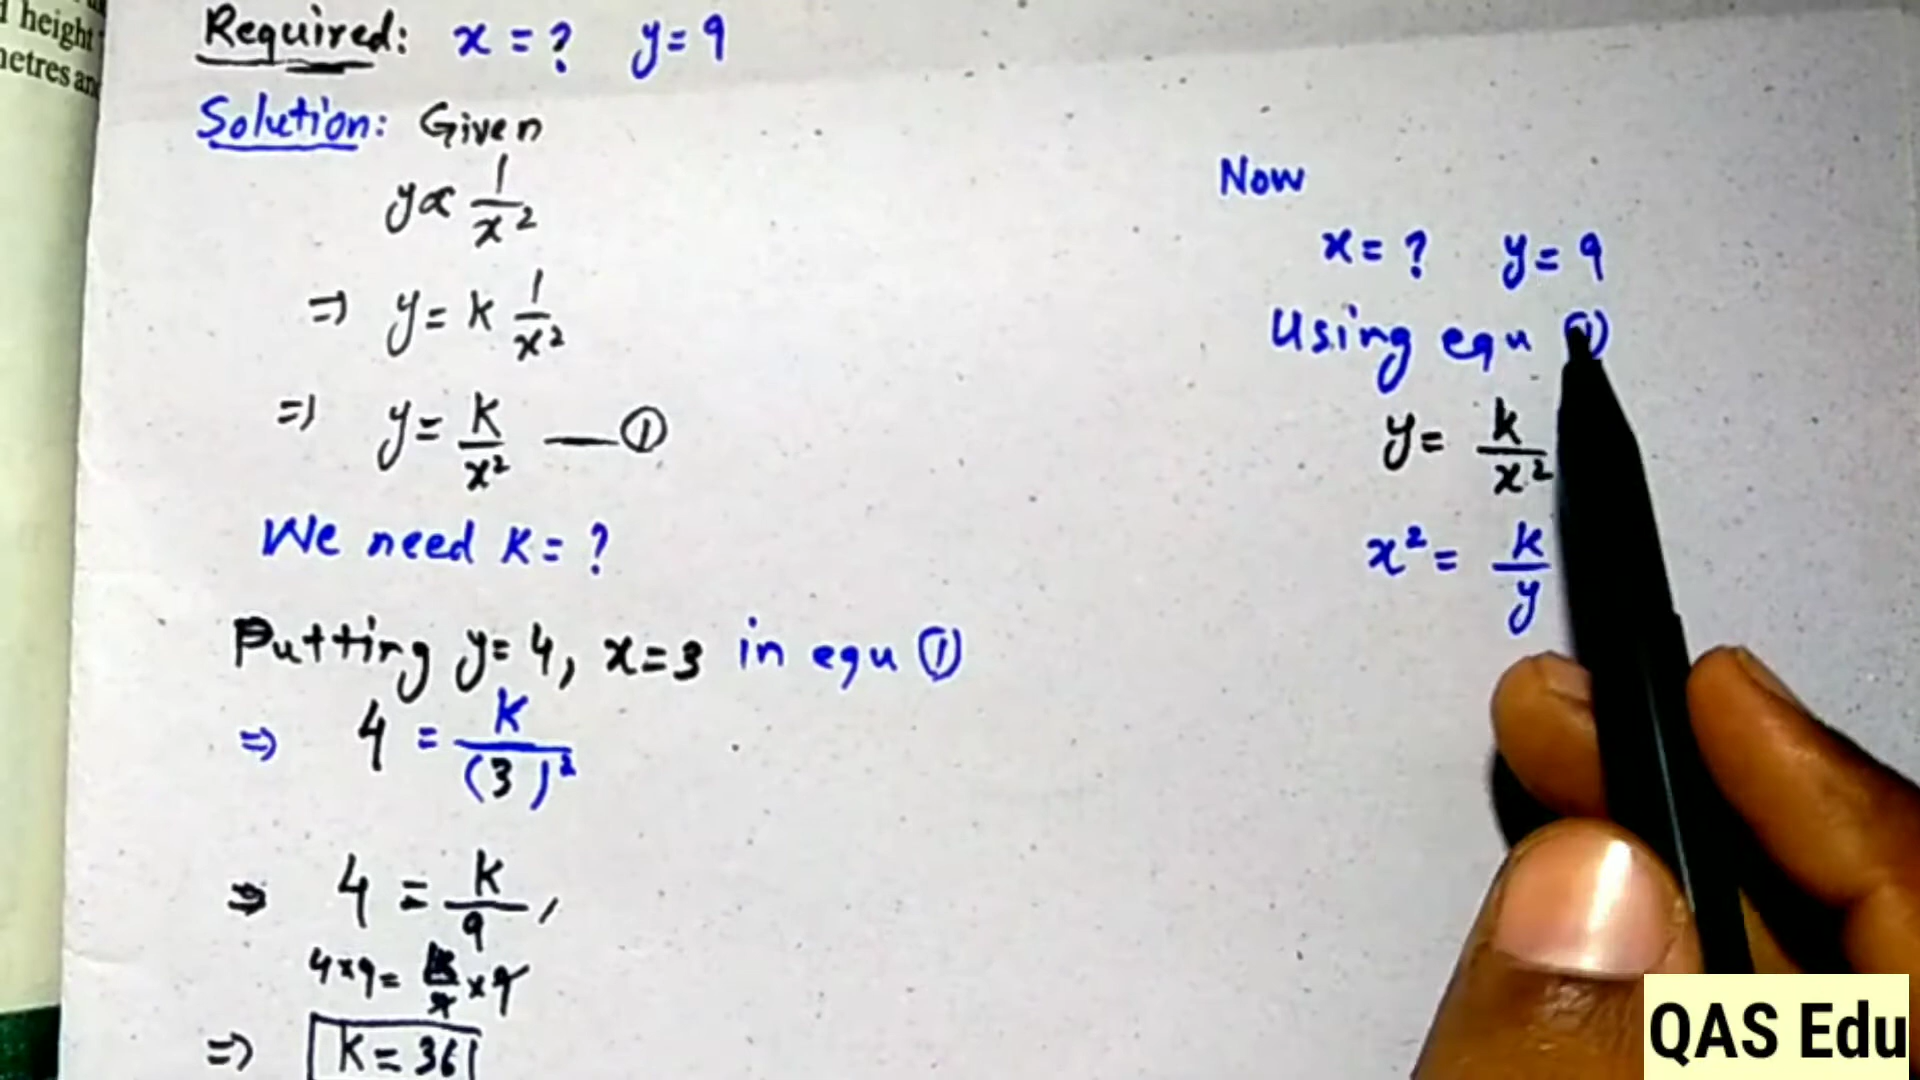 height
metres and
Required: x = ? y = 9
Solution: Given
y ∝ 1/x²
⇒ y = k 1/x²
⇒ y = k/x² —①
We need k = ?
Putting y = 4, x = 3 in equ ①
⇒ 4 = k/(3)²
⇒ 4 = k/9,
4×9 = k/9 × 9
⇒ k = 36
Now
x = ? y = 9
Using equ ①
y = k/x²
x² = k/y
QAS Edu